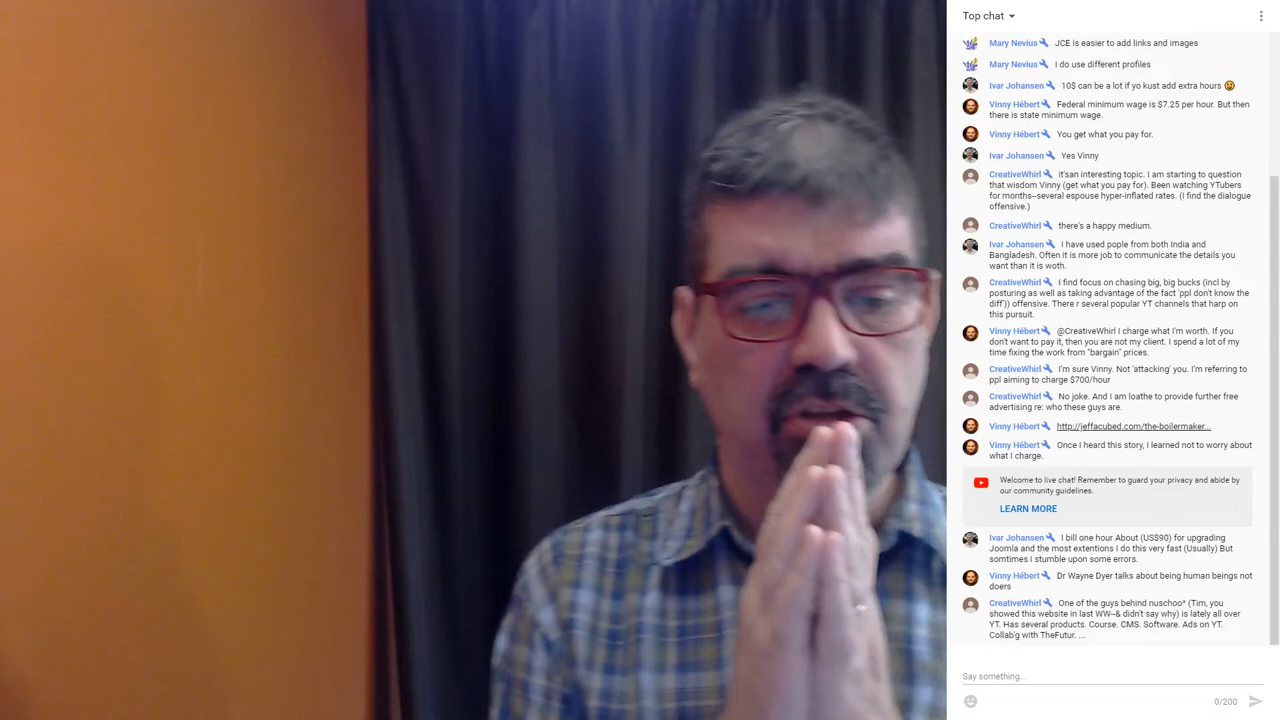 Top chat
Mary Nevius JCE is easier to add links and images
Mary Nevius I do use different profiles
Ivar Johansen 10$ can be a lot if yo kust add extra hours
Vinny Hébert Federal minimum wage is $7.25 per hour. But then
there is state minimum wage.
Vinny Hébert You get what you pay for.
Ivar Johansen Yes Vinny
CreativeWhirl it'san interesting topic. I am starting to question
that wisdom Vinny (get what you pay for). Been watching YTubers
for months--several espouse hyper-inflated rates. (I find the dialogue
offensive.)
CreativeWhirl there's a happy medium.
Ivar Johansen I have used pople from both India and
Bangladesh. Often it is more job to communicate the details you
want than it is woth.
CreativeWhirl I find focus on chasing big, big bucks (incl by
posturing as well as taking advantage of the fact 'ppl don't know the
diff')) offensive. There r several popular YT channels that harp on
this pursuit.
Vinny Hébert @CreativeWhirl I charge what I'm worth. If you
don't want to pay it, then you are not my client. I spend a lot of my
time fixing the work from "bargain" prices.
CreativeWhirl I'm sure Vinny. Not 'attacking' you. I'm referring to
ppl aiming to charge $700/hour
CreativeWhirl No joke. And I am loathe to provide further free
advertising re: who these guys are.
Vinny Hébert http://jeffacubed.com/the-boilermaker...
Vinny Hébert Once I heard this story, I learned not to worry about
what I charge.
Welcome to live chat! Remember to guard your privacy and abide by
our community guidelines.
LEARN MORE
Ivar Johansen I bill one hour About (US$90) for upgrading
Joomla and the most extentions I do this very fast (Usually) But
somtimes I stumble upon some errors.
Vinny Hébert Dr Wayne Dyer talks about being human beings not
doers
CreativeWhirl One of the guys behind nuschoo* (Tim, you
showed this website in last WW--& didn't say why) is lately all over
YT. Has several products. Course. CMS. Software. Ads on YT.
Collab'g with TheFutur. ...
Say something...
0/200